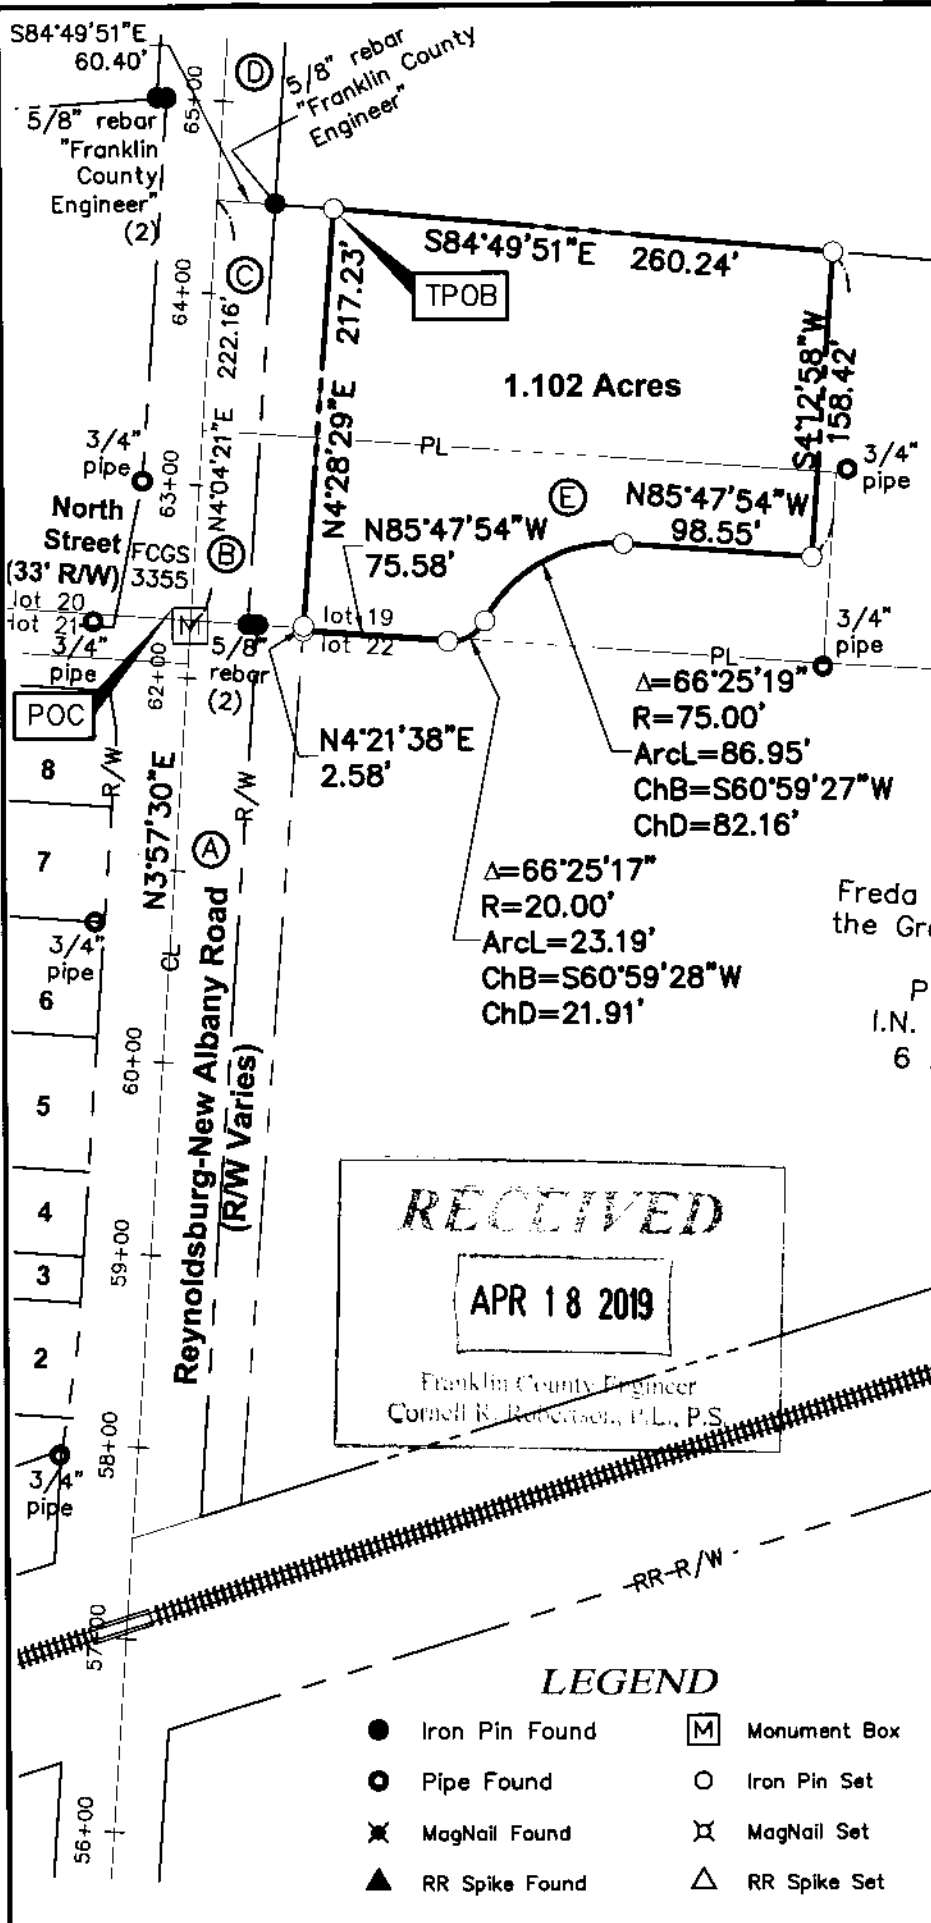 S84°49'51"E
60.40'
5/8" rebar
"Franklin County
Engineer"
D
65+00
5/8" rebar
"Franklin
County
Engineer"
(2)
S84°49'51"E 260.24'
TPOB
C
64+00
222.16'
217.23'
N4°28'29"E
1.102 Acres
S4°12'58"W
158.42'
PL
3/4"
pipe
3/4"
pipe
63+00
N4°04'21"E
E
N85°47'54"W
98.55'
N85°47'54"W
75.58'
North
Street
(33' R/W)
FCGS
3355
B
lot 20
lot 21
M
lot 19
lot 22
3/4"
pipe
5/8"
rebar
(2)
3/4"
pipe
PL
62+00
POC
N4°21'38"E
2.58'
Δ=66°25'19"
R=75.00'
ArcL=86.95'
ChB=S60°59'27"W
ChD=82.16'
8
R/W
N3°57'30"E
R/W
A
7
Δ=66°25'17"
R=20.00'
ArcL=23.19'
ChB=S60°59'28"W
ChD=21.91'
3/4"
pipe
CL
Freda
the Gre
P
I.N.
6
6
60+00
5
Reynoldsburg-New Albany Road
(R/W Varies)
4
59+00
3
2
RECEIVED
APR 18 2019
Franklin County Engineer
Cornell R. Robertson, P.E., P.S.
58+00
3/4"
pipe
57+00
RR-R/W
56+00
LEGEND
Iron Pin Found
M Monument Box
Pipe Found
Iron Pin Set
MagNail Found
MagNail Set
RR Spike Found
RR Spike Set